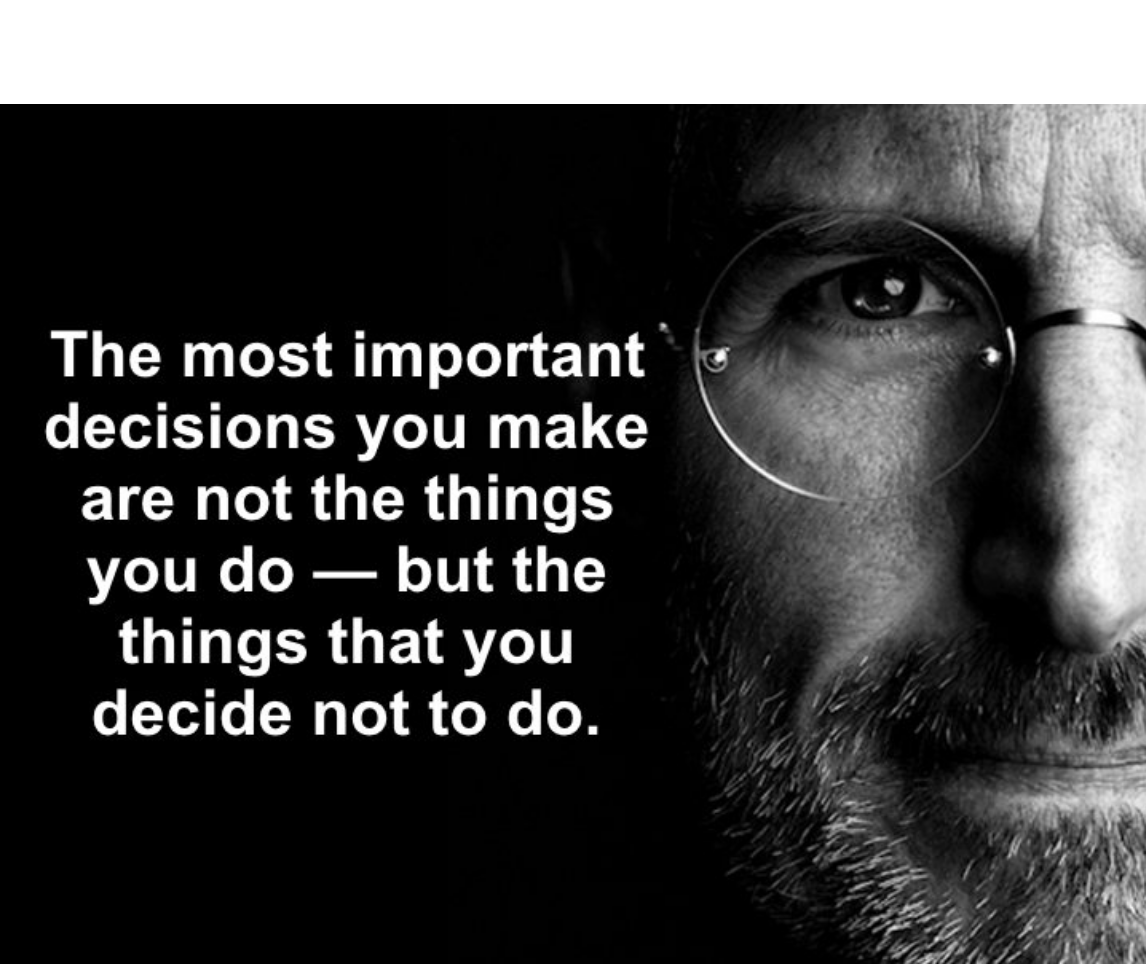 The most important
decisions you make
are not the things
you do — but the
things that you
decide not to do.